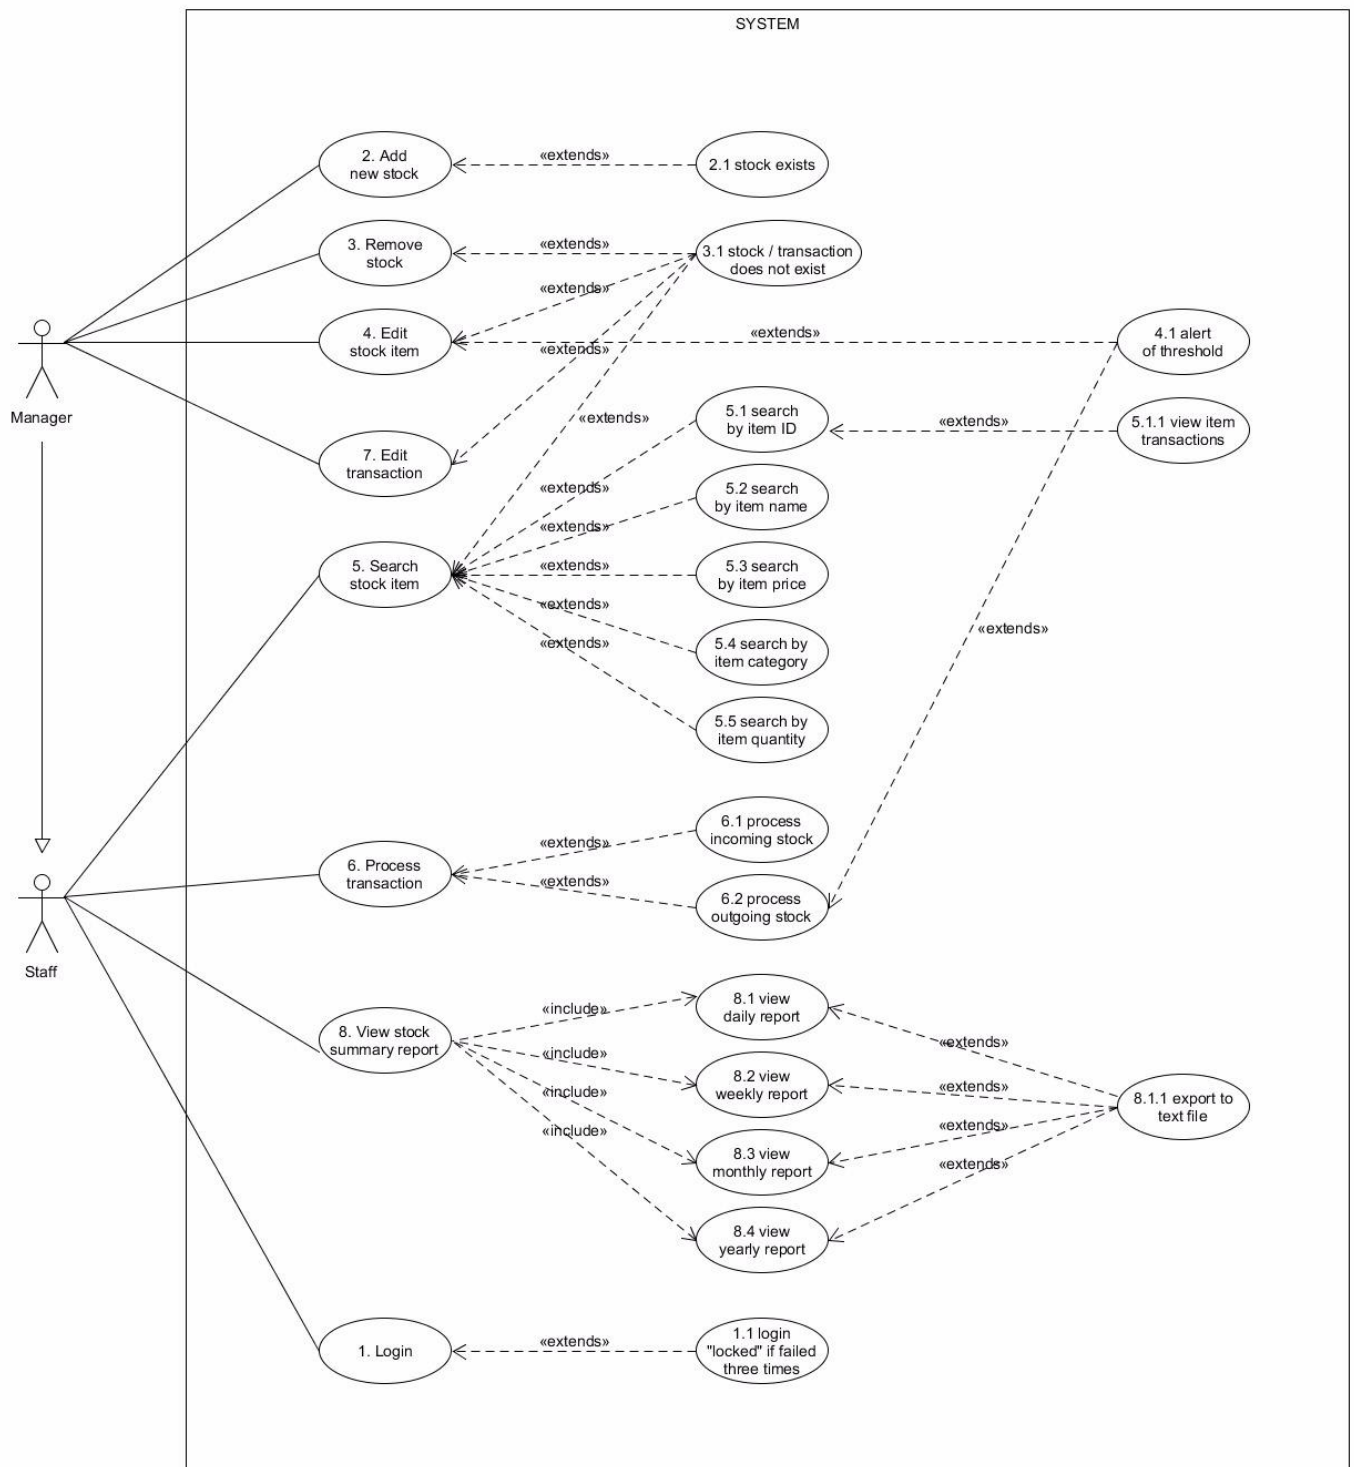 SYSTEM
2. Add
new stock
«extends»
2.1 stock exists
3. Remove
stock
«extends»
3.1 stock / transaction
does not exist
«extends»
4. Edit
stock item
«extends»
4.1 alert
of threshold
«extends»
Manager
7. Edit
transaction
«extends»
5.1 search
by item ID
«extends»
5.1.1 view item
transactions
«extends»
5.2 search
by item name
«extends»
5. Search
stock item
«extends»
5.3 search
by item price
«extends»
5.4 search by
item category
«extends»
«extends»
5.5 search by
item quantity
6.1 process
incoming stock
«extends»
6. Process
transaction
«extends»
6.2 process
outgoing stock
Staff
8. View stock
summary report
«include»
8.1 view
daily report
«extends»
«include»
8.2 view
weekly report
«extends»
8.1.1 export to
text file
«include»
8.3 view
monthly report
«extends»
«include»
8.4 view
yearly report
«extends»
1. Login
«extends»
1.1 login
"locked" if failed
three times